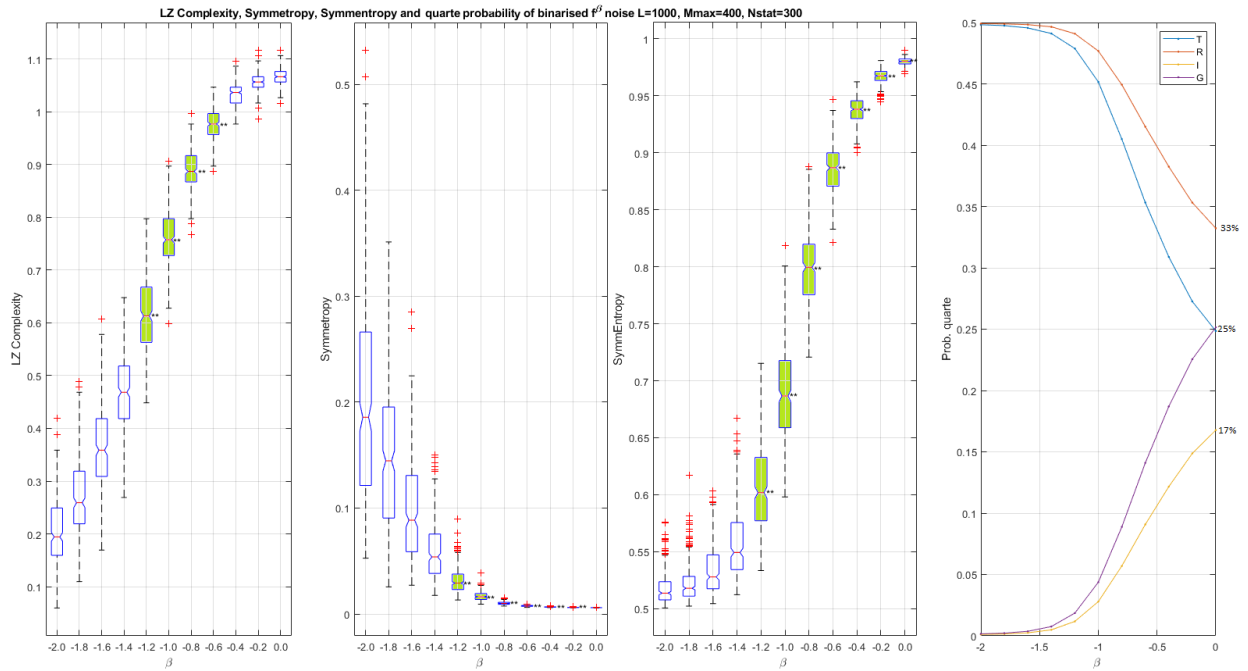 LZ Complexity, Symmetropy, Symmentropy and quarte probability of binarised f^β noise L=1000, Mmax=400, Nstat=300
LZ Complexity
1.1
1
0.9
0.8
0.7
0.6
0.5
0.4
0.3
0.2
0.1
**
**
**
**
-2.0 -1.8 -1.6 -1.4 -1.2 -1.0 -0.8 -0.6 -0.4 -0.2 0.0
β
Symmetropy
0.5
0.4
0.3
0.2
0.1
0
** ** ** ** ** ** **
-2.0 -1.8 -1.6 -1.4 -1.2 -1.0 -0.8 -0.6 -0.4 -0.2 0.0
β
SymmEntropy
1
0.95
0.9
0.85
0.8
0.75
0.7
0.65
0.6
0.55
0.5
**
**
**
**
**
**
**
-2.0 -1.8 -1.6 -1.4 -1.2 -1.0 -0.8 -0.6 -0.4 -0.2 0.0
β
Prob. quarte
0.5
0.45
0.4
0.35
0.3
0.25
0.2
0.15
0.1
0.05
0
T
R
I
G
33%
25%
17%
-2 -1.5 -1 -0.5 0
β